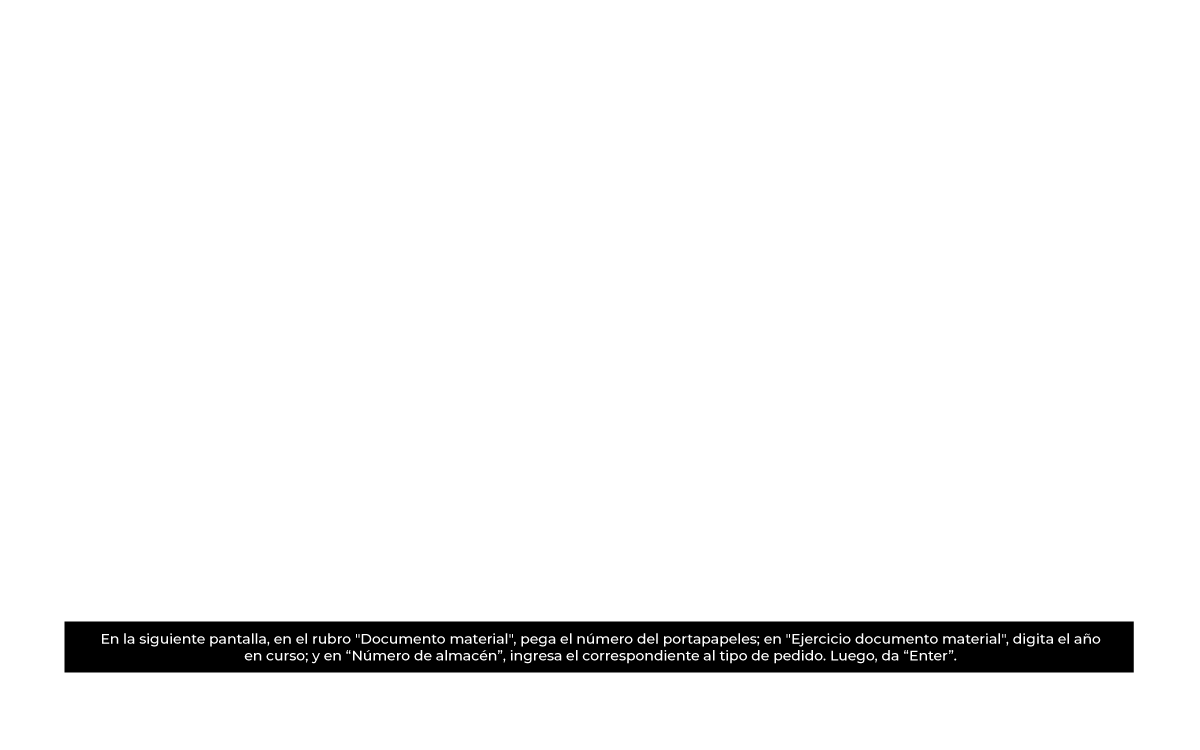 En la siguiente pantalla, en el rubro "Documento material", pega el número del portapapeles; en "Ejercicio documento material", digita el año
en curso; y en “Número de almacén”, ingresa el correspondiente al tipo de pedido. Luego, da “Enter”.